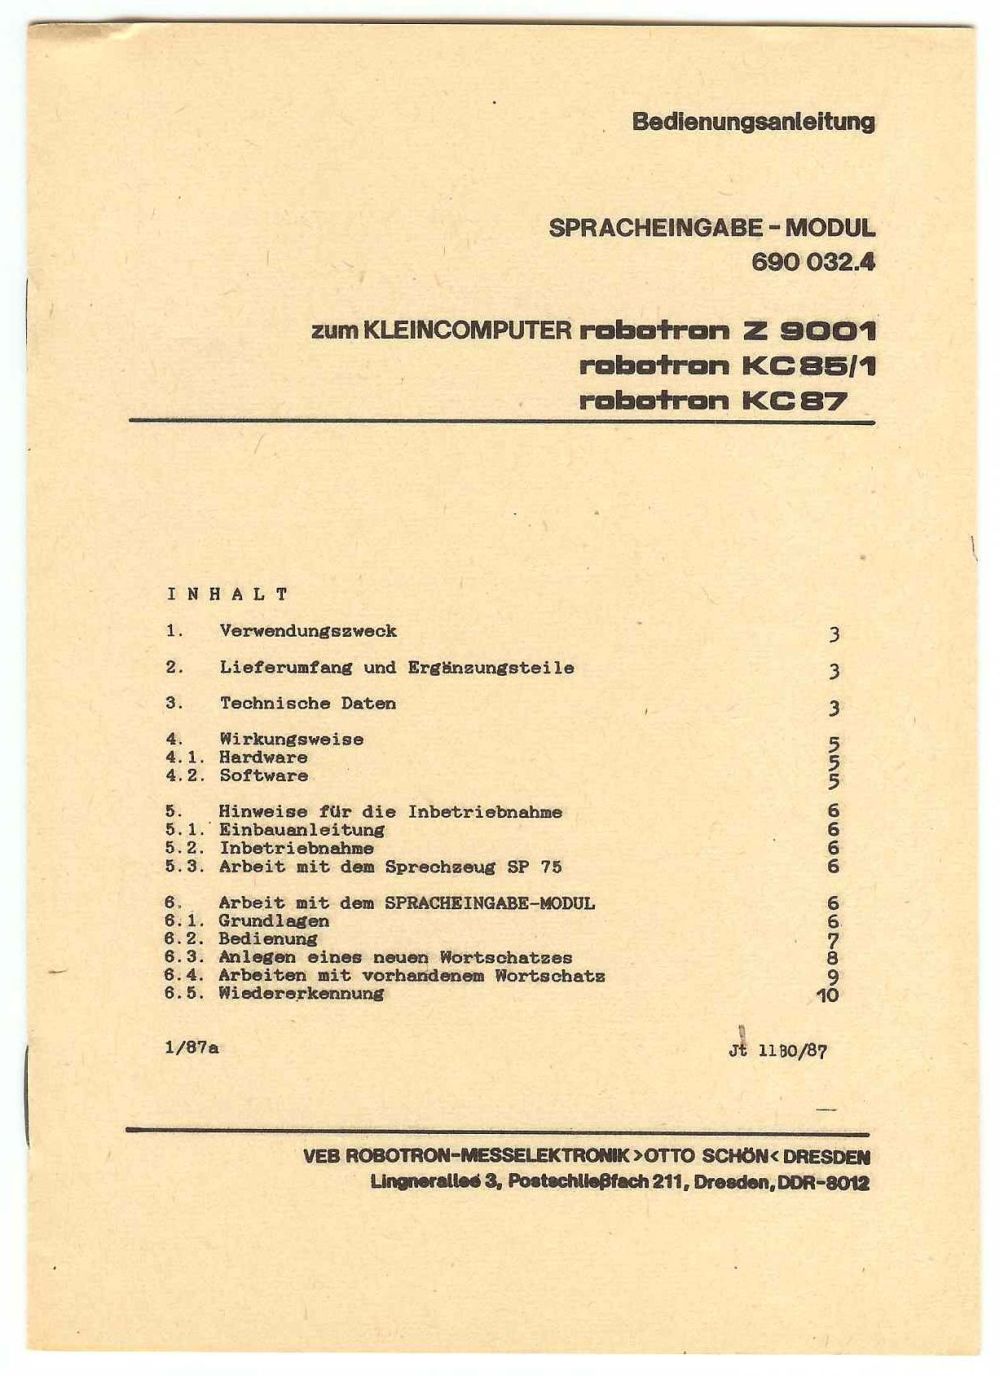 Bedienungsanleitung
SPRACHEINGABE - MODUL
690 032.4
zum KLEINCOMPUTER robotron Z 9001
robotron KC 85/1
robotron KC 87
I N H A L T
1. Verwendungszweck 3
2. Lieferumfang und Ergänzungsteile 3
3. Technische Daten 3
4. Wirkungsweise 5
4.1. Hardware 5
4.2. Software 5
5. Hinweise für die Inbetriebnahme 6
5.1. Einbauanleitung 6
5.2. Inbetriebnahme 6
5.3. Arbeit mit dem Sprechzeug SP 75 6
6. Arbeit mit dem SPRACHEINGABE-MODUL 6
6.1. Grundlagen 6
6.2. Bedienung 7
6.3. Anlegen eines neuen Wortschatzes 8
6.4. Arbeiten mit vorhandenem Wortschatz 9
6.5. Wiedererkennung 10
1/87a Jt 1180/87
VEB ROBOTRON-MESSELEKTRONIK >OTTO SCHÖN< DRESDEN
Lingnerallee 3, Postschließfach 211, Dresden, DDR-8012